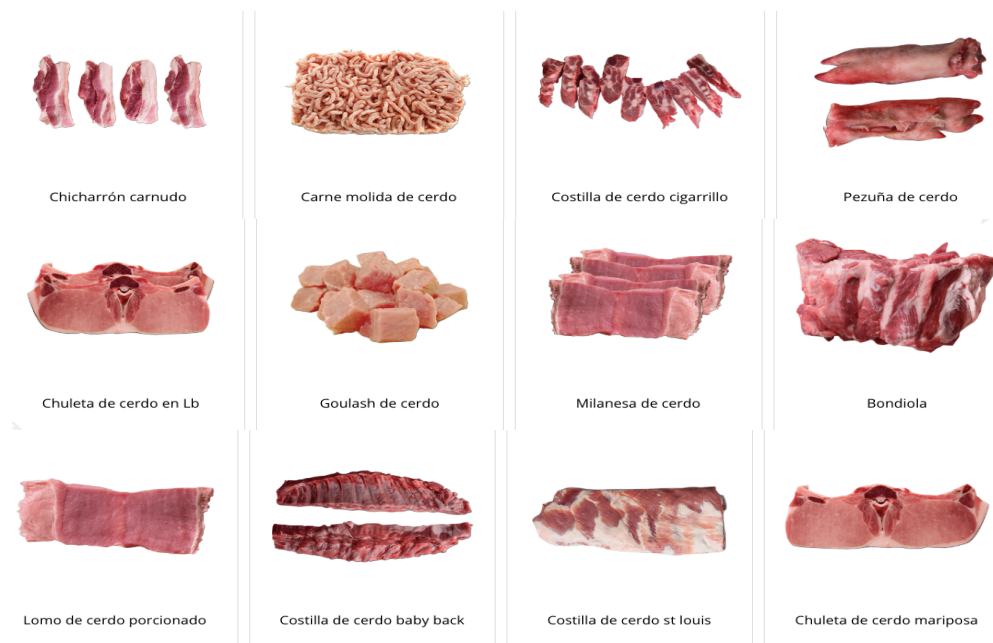 Chicharrón carnudo
Carne molida de cerdo
Costilla de cerdo cigarrillo
Pezuña de cerdo
Chuleta de cerdo en Lb
Goulash de cerdo
Milanesa de cerdo
Bondiola
Lomo de cerdo porcionado
Costilla de cerdo baby back
Costilla de cerdo st louis
Chuleta de cerdo mariposa